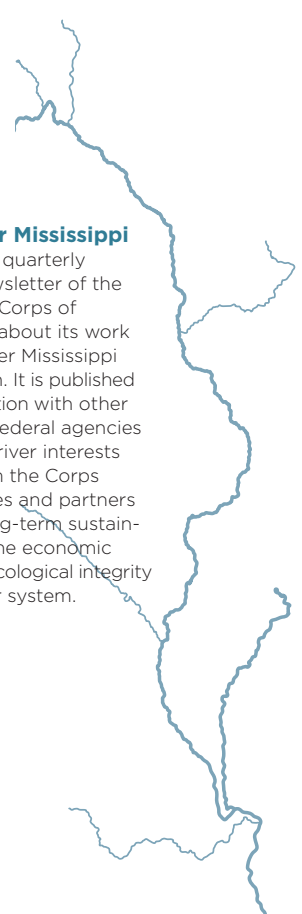 r Mississippi
quarterly
sletter of the
Corps of
about its work
er Mississippi
n. It is published
tion with other
ederal agencies
river interests
n the Corps
es and partners
g-term sustain-
he economic
cological integrity
r system.